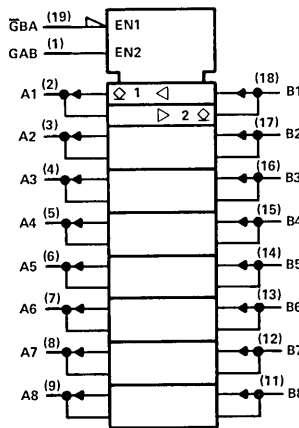 G̅BA (19) EN1
GAB (1) EN2
A1 (2) 1 (18) B1
2
A2 (3) (17) B2
A3 (4) (16) B3
A4 (5) (15) B4
A5 (6) (14) B5
A6 (7) (13) B6
A7 (8) (12) B7
A8 (9) (11) B8